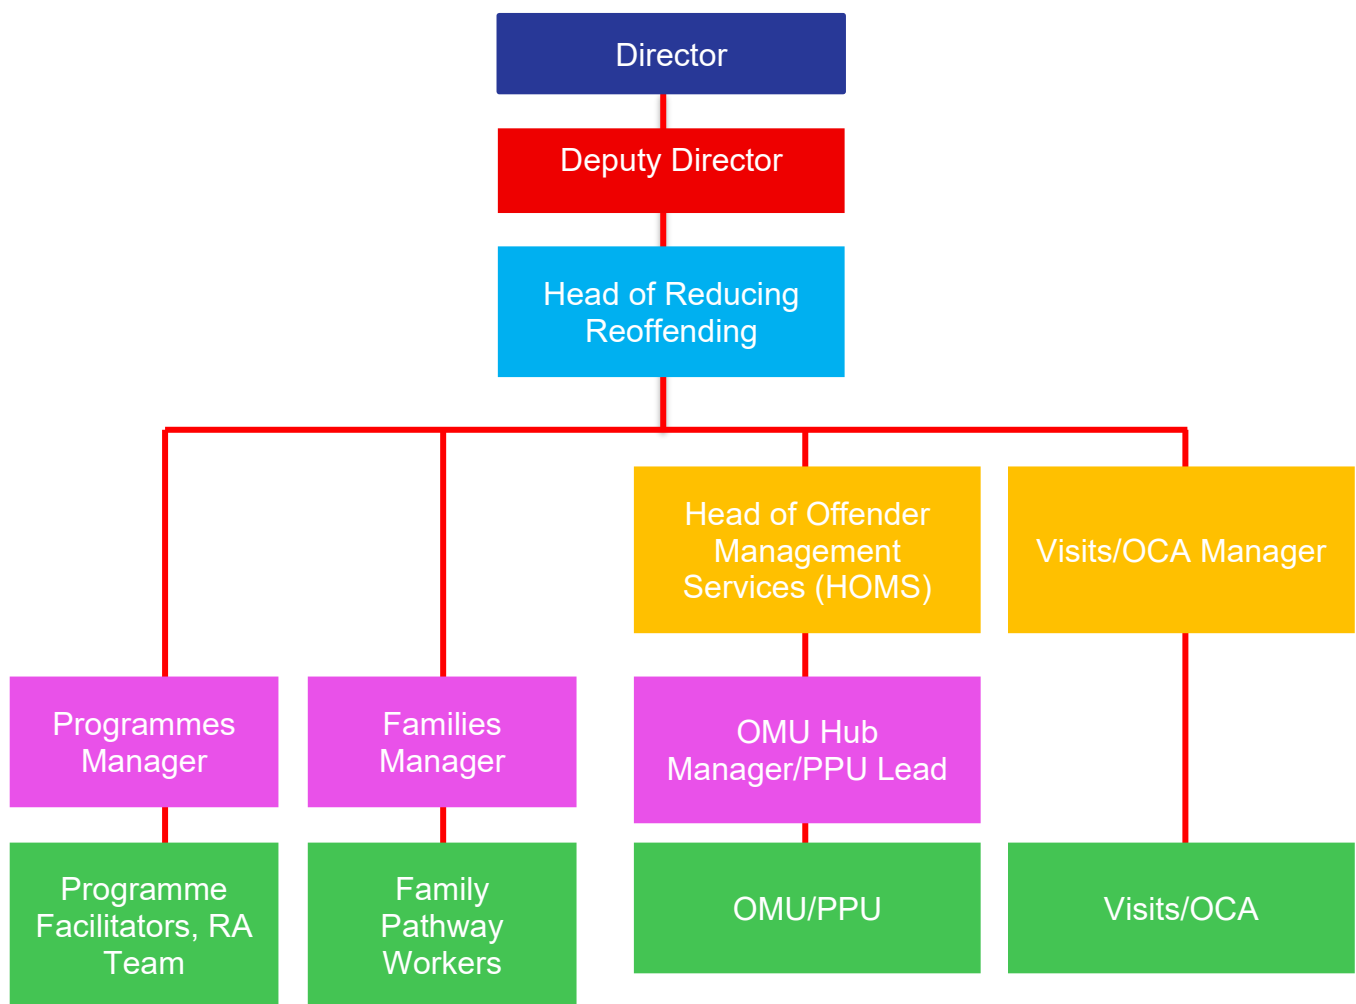 Director
Deputy Director
Head of Reducing
Reoffending
Head of Offender
Management
Services (HOMS)
Visits/OCA Manager
Programmes
Manager
Families
Manager
OMU Hub
Manager/PPU Lead
Programme
Facilitators, RA
Team
Family
Pathway
Workers
OMU/PPU
Visits/OCA